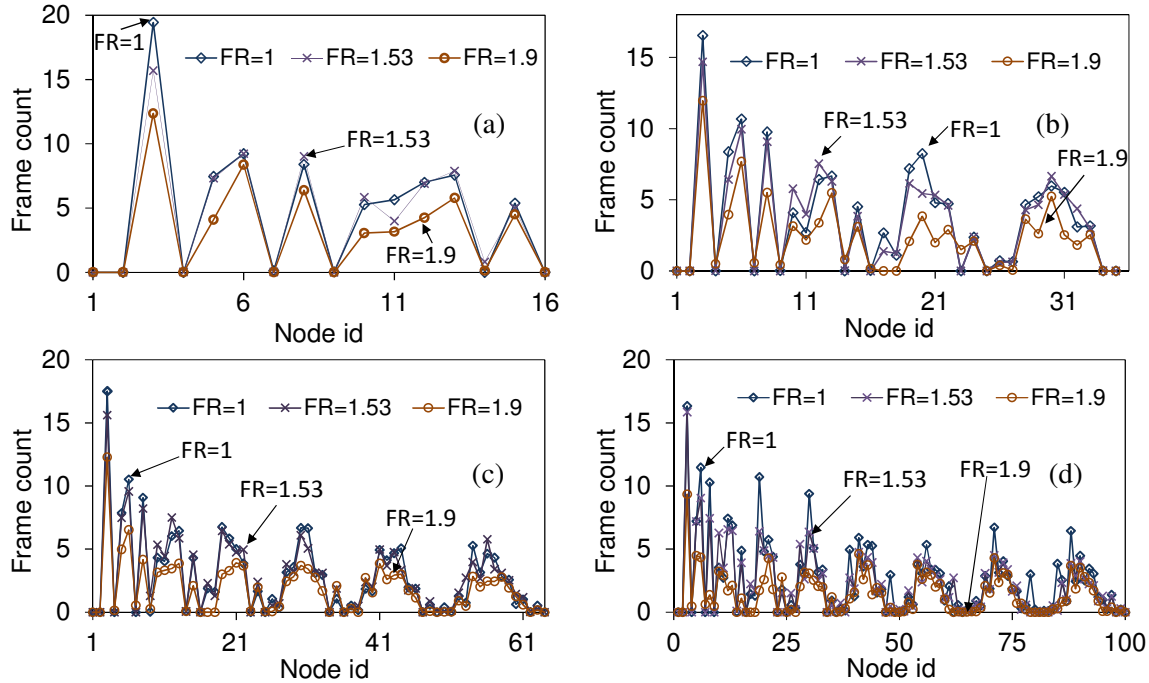 20
15
10
5
0
Frame count
FR=1
FR=1 FR=1.53 FR=1.9
(a)
FR=1.53
FR=1.9
1 6 11 16
Node id
15
10
5
0
Frame count
FR=1 FR=1.53 FR=1.9
FR=1.53
FR=1
(b)
FR=1.9
1 11 21 31
Node id
20
15
10
5
0
Frame count
FR=1 FR=1.53 FR=1.9
FR=1
FR=1.53
(c)
FR=1.9
1 21 41 61
Node id
20
15
10
5
0
Frame count
FR=1 FR=1.53 FR=1.9
FR=1
FR=1.53
FR=1.9
(d)
0 25 50 75 100
Node id